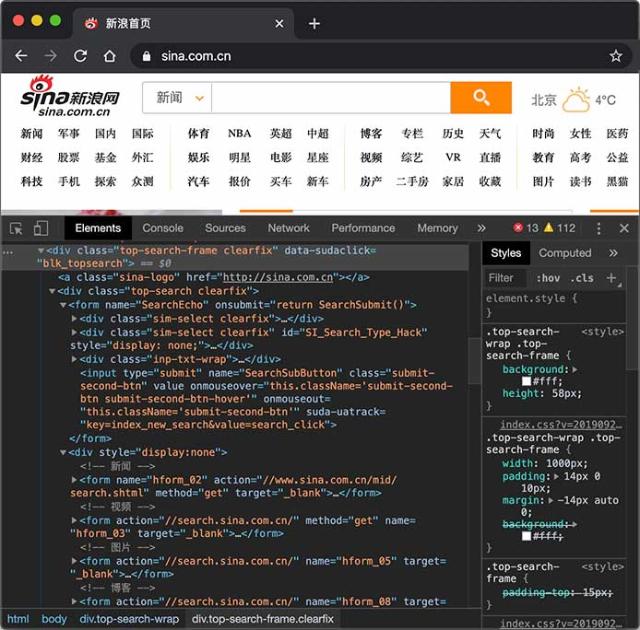 新浪首页
sina.com.cn
sina新浪网
sina.com.cn
新闻
北京 4°C
新闻 军事 国内 国际 体育 NBA 英超 中超 博客 专栏 历史 天气 时尚 女性 医药
财经 股票 基金 外汇 娱乐 明星 电影 星座 视频 综艺 VR 直播 教育 高考 公益
科技 手机 探索 众测 汽车 报价 买车 新车 房产 二手房 家居 收藏 图片 读书 黑猫
Elements Console Sources Network Performance Memory » 13 112
<div class="top-search-frame clearfix" data-sudaclick=
"blk_topsearch"> == $0
<a class="sina-logo" href="http://sina.com.cn"></a>
<div class="top-search clearfix">
<form name="SearchEcho" onsubmit="return SearchSubmit()">
<div class="sim-select clearfix">…</div>
<div class="sim-select clearfix" id="SI_Search_Type_Hack"
style="display: none;">…</div>
<div class="inp-txt-wrap">…</div>
<input type="submit" name="SearchSubButton" class="submit-
second-btn" value onmouseover="this.className='submit-second-
btn submit-second-btn-hover'" onmouseout=
"this.className='submit-second-btn'" suda-uatrack=
"key=index_new_search&value=search_click">
</form>
<div style="display:none">
<!-- 新闻 -->
<form name="hform_02" action="//www.sina.com.cn/mid/
search.shtml" method="get" target="_blank">…</form>
<!-- 视频 -->
<form action="//search.sina.com.cn/" method="get" name=
"hform_03" target="_blank">…</form>
<!-- 图片 -->
<form action="//search.sina.com.cn/" name="hform_05" target=
"_blank">…</form>
<!-- 博客 -->
<form action="//search.sina.com.cn/" name="hform_08" target=
html body div.top-search-wrap div.top-search-frame.clearfix
Styles Computed »
Filter :hov .cls +
element.style {
}
.top-search- <style>
wrap .top-
search-frame {
background:
#fff;
height: 58px;
}
index.css?v=2019092…
.top-search-wrap .top-
search-frame {
width: 1000px;
padding: 14px 0
10px;
margin: -14px auto
0;
background:
#fff;
}
.top-search- <style>
frame {
padding-top: 15px;
}
index.css?v=2019092…